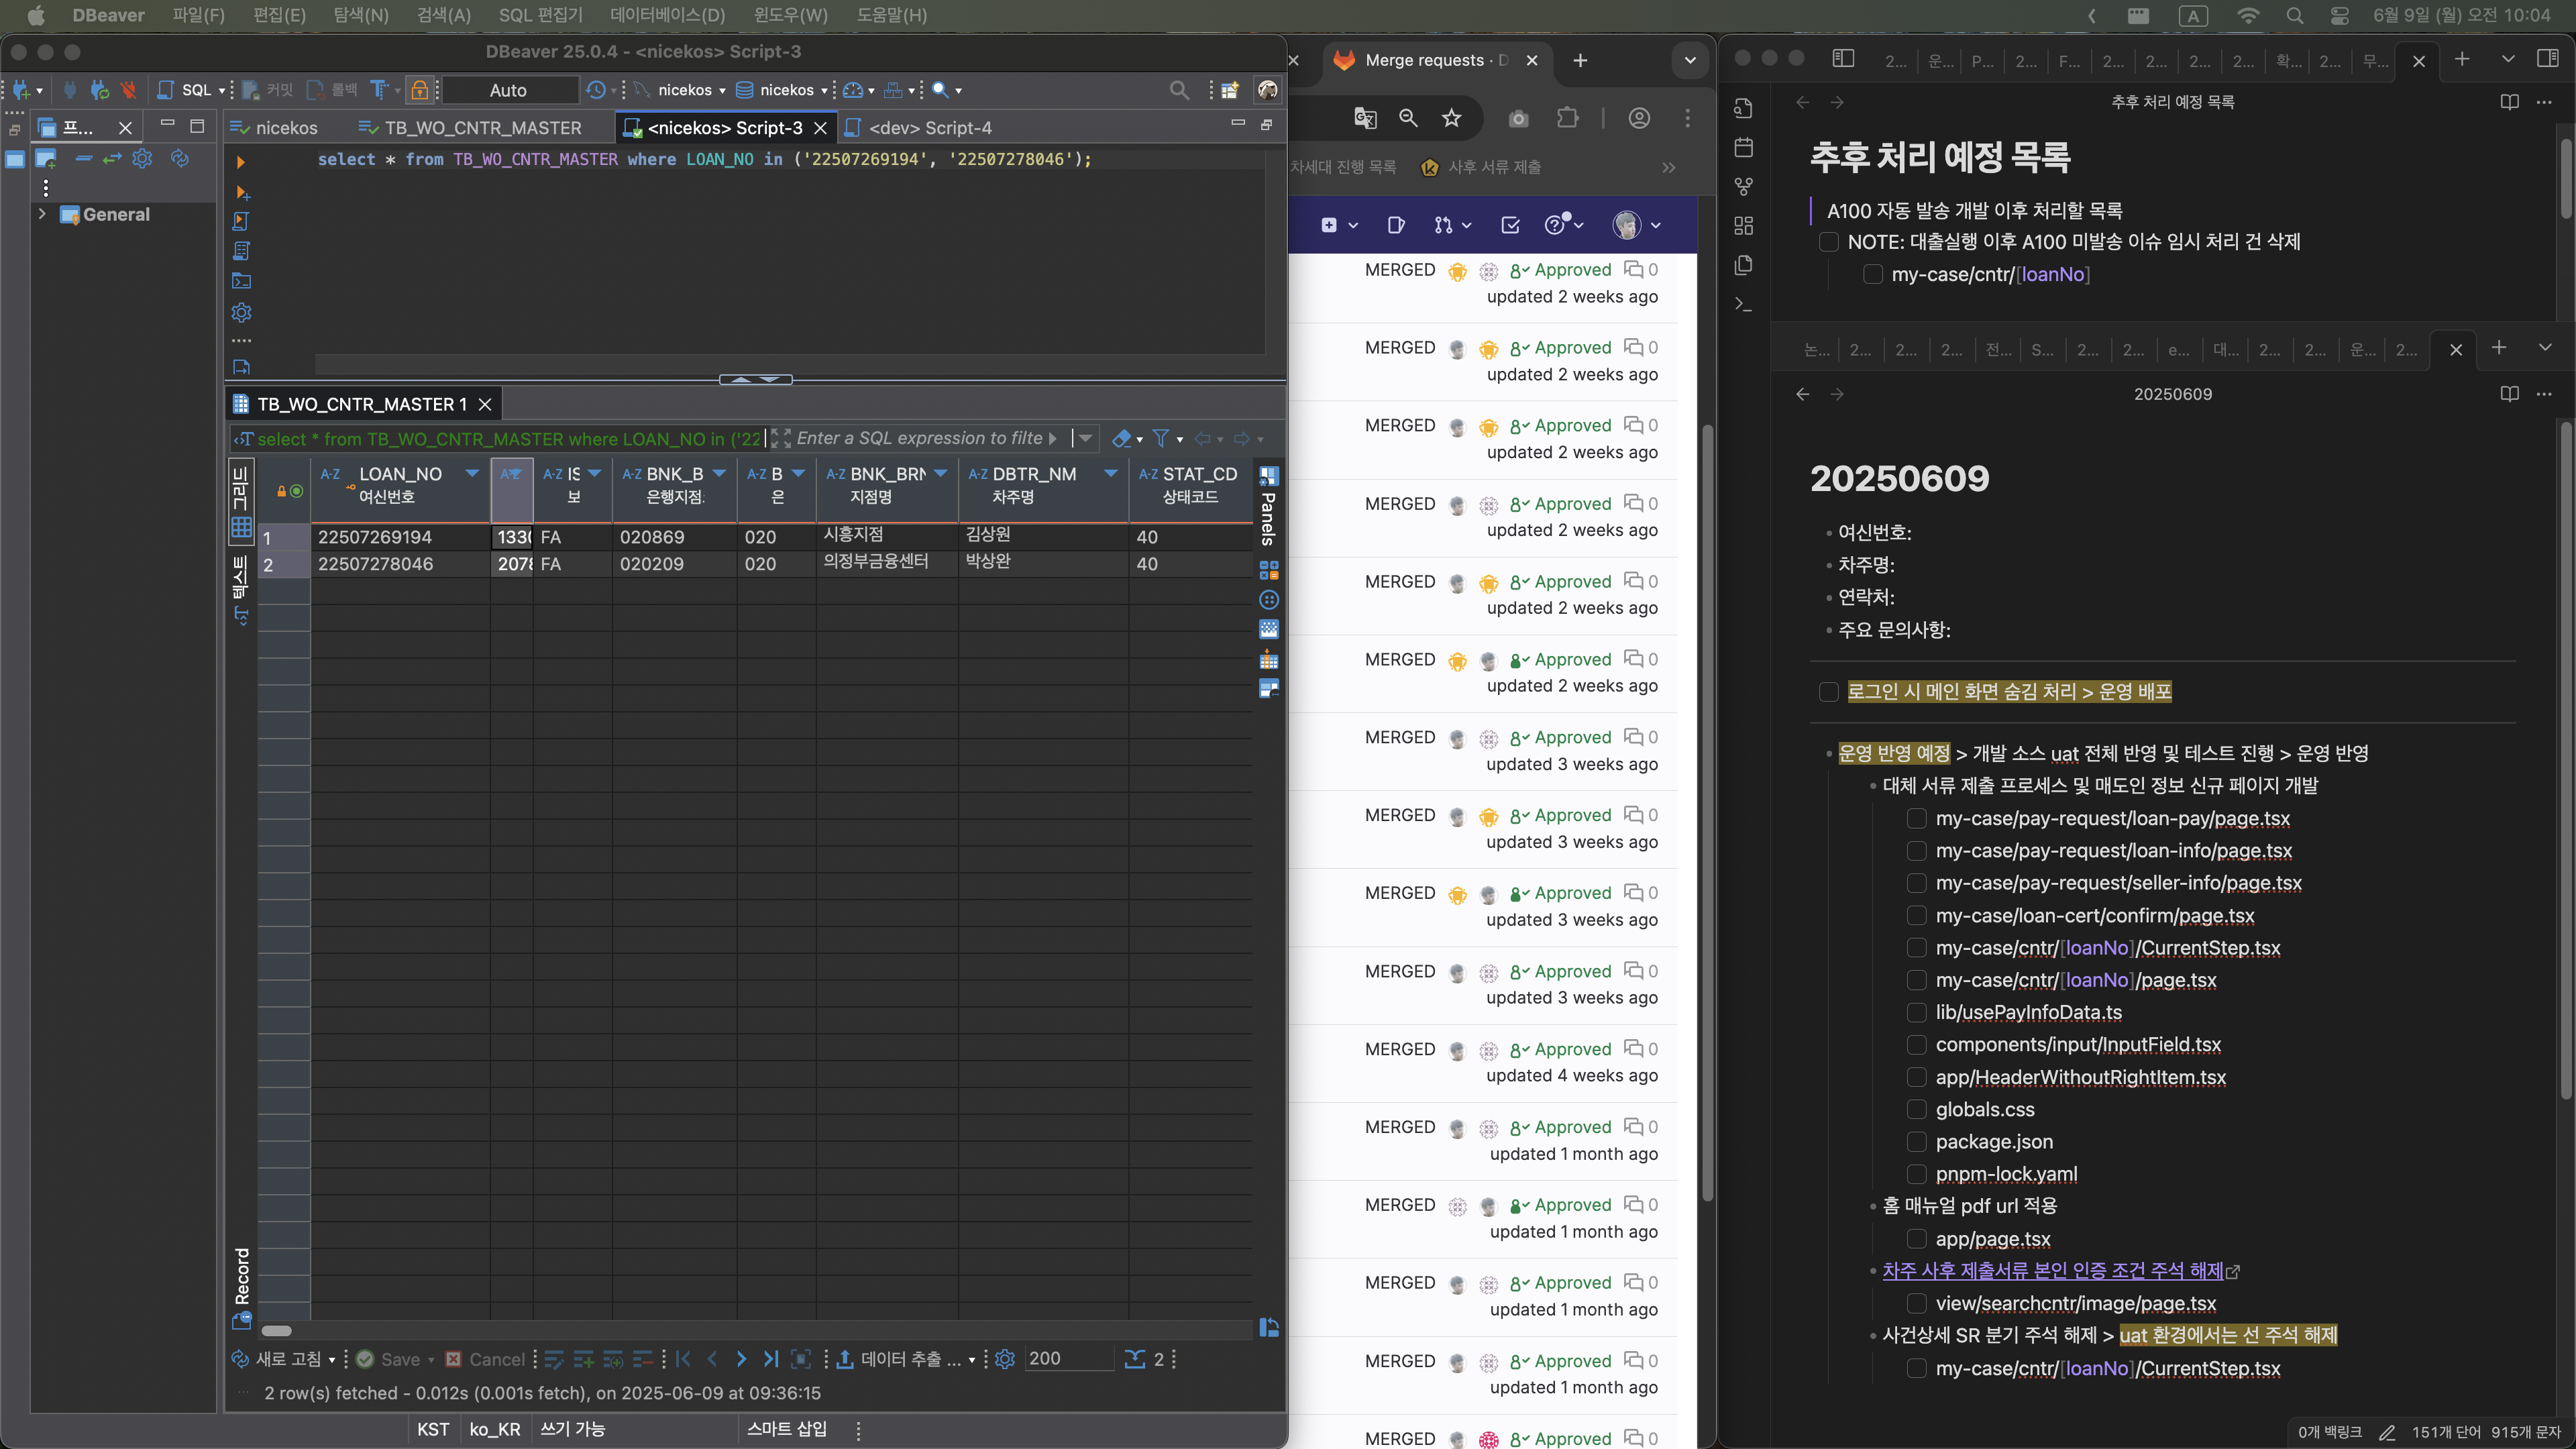 DBeaver 파일(F) 편집(E) 탐색(N) 검색(A) SQL 편집기 데이터베이스(D) 윈도우(W) 도움말(H)
A 6월 9일 (월) 오전 10:04
DBeaver 25.0.4 - <nicekos> Script-3
SQL 커밋 롤백 Auto nicekos nicekos
프...
nicekos TB_WO_CNTR_MASTER <nicekos> Script-3 <dev> Script-4
General
select * from TB_WO_CNTR_MASTER where LOAN_NO in ('22507269194', '22507278046');
TB_WO_CNTR_MASTER 1
select * from TB_WO_CNTR_MASTER where LOAN_NO in ('22 Enter a SQL expression to filte
그리드
텍스트
Record
Panels
A-Z LOAN_NO A-Z IS A-Z BNK_B A-Z B A-Z BNK_BRN A-Z DBTR_NM A-Z STAT_CD
여신번호 보 은행지점 은 지점명 차주명 상태코드
1 22507269194 1330 FA 020869 020 시흥지점 김상원 40
2 22507278046 2078 FA 020209 020 의정부금융센터 박상완 40
새로 고침 Save Cancel 데이터 추출 ... 200 2
2 row(s) fetched - 0.012s (0.001s fetch), on 2025-06-09 at 09:36:15
KST ko_KR 쓰기 가능 스마트 삽입
Merge requests · D
차세대 진행 목록 사후 서류 제출
MERGED Approved 0
updated 2 weeks ago
MERGED Approved 0
updated 2 weeks ago
MERGED Approved 0
updated 2 weeks ago
MERGED Approved 0
updated 2 weeks ago
MERGED Approved 0
updated 2 weeks ago
MERGED Approved 0
updated 2 weeks ago
MERGED Approved 0
updated 3 weeks ago
MERGED Approved 0
updated 3 weeks ago
MERGED Approved 0
updated 3 weeks ago
MERGED Approved 0
updated 3 weeks ago
MERGED Approved 0
updated 4 weeks ago
MERGED Approved 0
updated 1 month ago
MERGED Approved 0
updated 1 month ago
MERGED Approved 0
updated 1 month ago
MERGED Approved 0
updated 1 month ago
MERGED Approved 0
2... 운... P... 2... F... 2... 2... 2... 2... 확... 2... 무...
추후 처리 예정 목록
추후 처리 예정 목록
A100 자동 발송 개발 이후 처리할 목록
NOTE: 대출실행 이후 A100 미발송 이슈 임시 처리 건 삭제
my-case/cntr/[loanNo]
논... 2... 2... 2... 전... S... 2... 2... e... 대... 2... 2... 운... 2...
20250609
20250609
여신번호:
차주명:
연락처:
주요 문의사항:
로그인 시 메인 화면 숨김 처리 > 운영 배포
운영 반영 예정 > 개발 소스 uat 전체 반영 및 테스트 진행 > 운영 반영
대체 서류 제출 프로세스 및 매도인 정보 신규 페이지 개발
my-case/pay-request/loan-pay/page.tsx
my-case/pay-request/loan-info/page.tsx
my-case/pay-request/seller-info/page.tsx
my-case/loan-cert/confirm/page.tsx
my-case/cntr/[loanNo]/CurrentStep.tsx
my-case/cntr/[loanNo]/page.tsx
lib/usePayInfoData.ts
components/input/InputField.tsx
app/HeaderWithoutRightItem.tsx
globals.css
package.json
pnpm-lock.yaml
홈 매뉴얼 pdf url 적용
app/page.tsx
차주 사후 제출서류 본인 인증 조건 주석 해제
view/searchcntr/image/page.tsx
사건상세 SR 분기 주석 해제 > uat 환경에서는 선 주석 해제
my-case/cntr/[loanNo]/CurrentStep.tsx
0개 백링크 151개 단어 915개 문자